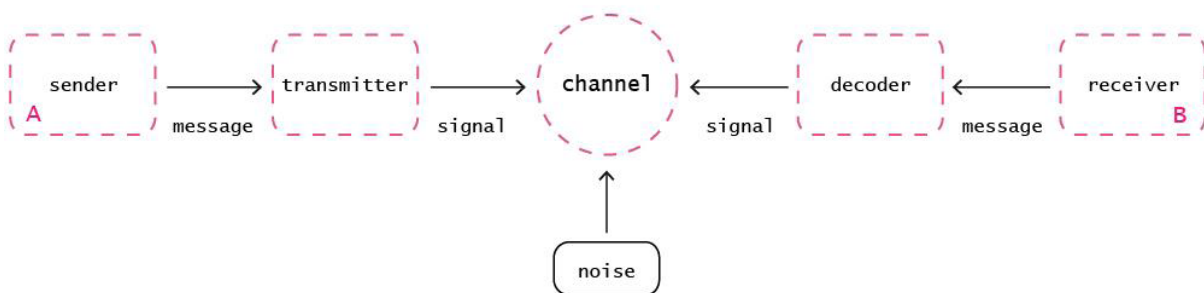 sender
A
message
transmitter
signal
channel
signal
decoder
message
receiver
B
noise